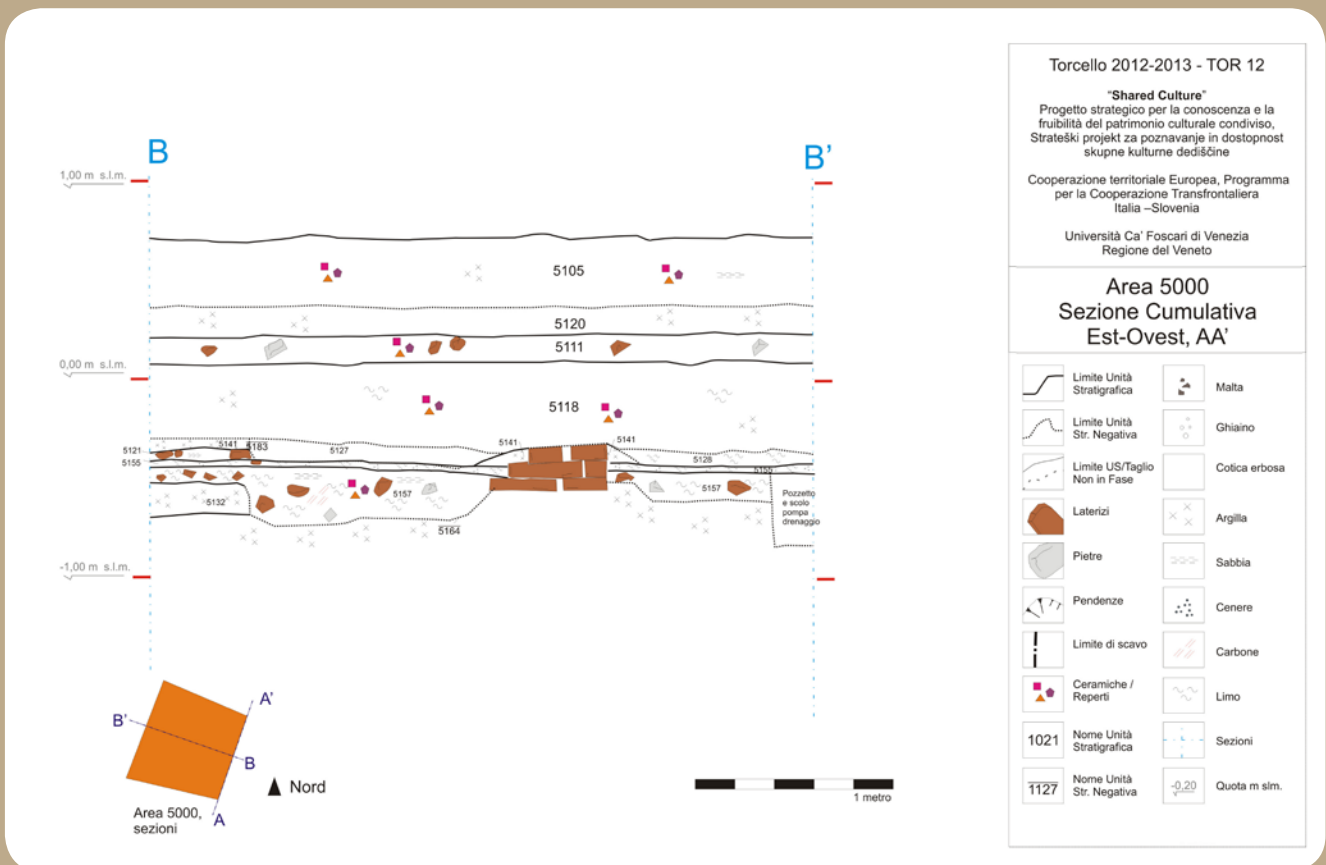 B
B’
1,00 m s.l.m.
5105
5120
5111
0,00 m s.l.m.
5118
5141
5183
5127
5141
5141
5121
5128
5155
5155
5132
5157
5157
Pozzetto
e scolo
pompa
drenaggio
5164
-1,00 m s.l.m.
A’
B’
B
A
Nord
Area 5000,
sezioni
1 metro
Torcello 2012-2013 - TOR 12
"Shared Culture"
Progetto strategico per la conoscenza e la
fruibilità del patrimonio culturale condiviso,
Strateški projekt za poznavanje in dostopnost
skupne kulturne dediščine
Cooperazione territoriale Europea, Programma
per la Cooperazione Transfrontaliera
Italia –Slovenia
Università Ca’ Foscari di Venezia
Regione del Veneto
Area 5000
Sezione Cumulativa
Est-Ovest, AA’
Limite Unità
Stratigrafica
Malta
Limite Unità
Str. Negativa
Ghiaino
Limite US/Taglio
Non in Fase
Cotica erbosa
Laterizi
Argilla
Pietre
Sabbia
Pendenze
Cenere
Limite di scavo
Carbone
Ceramiche /
Reperti
Limo
1021
Nome Unità
Stratigrafica
Sezioni
1127
Nome Unità
Str. Negativa
-0,20
Quota m slm.